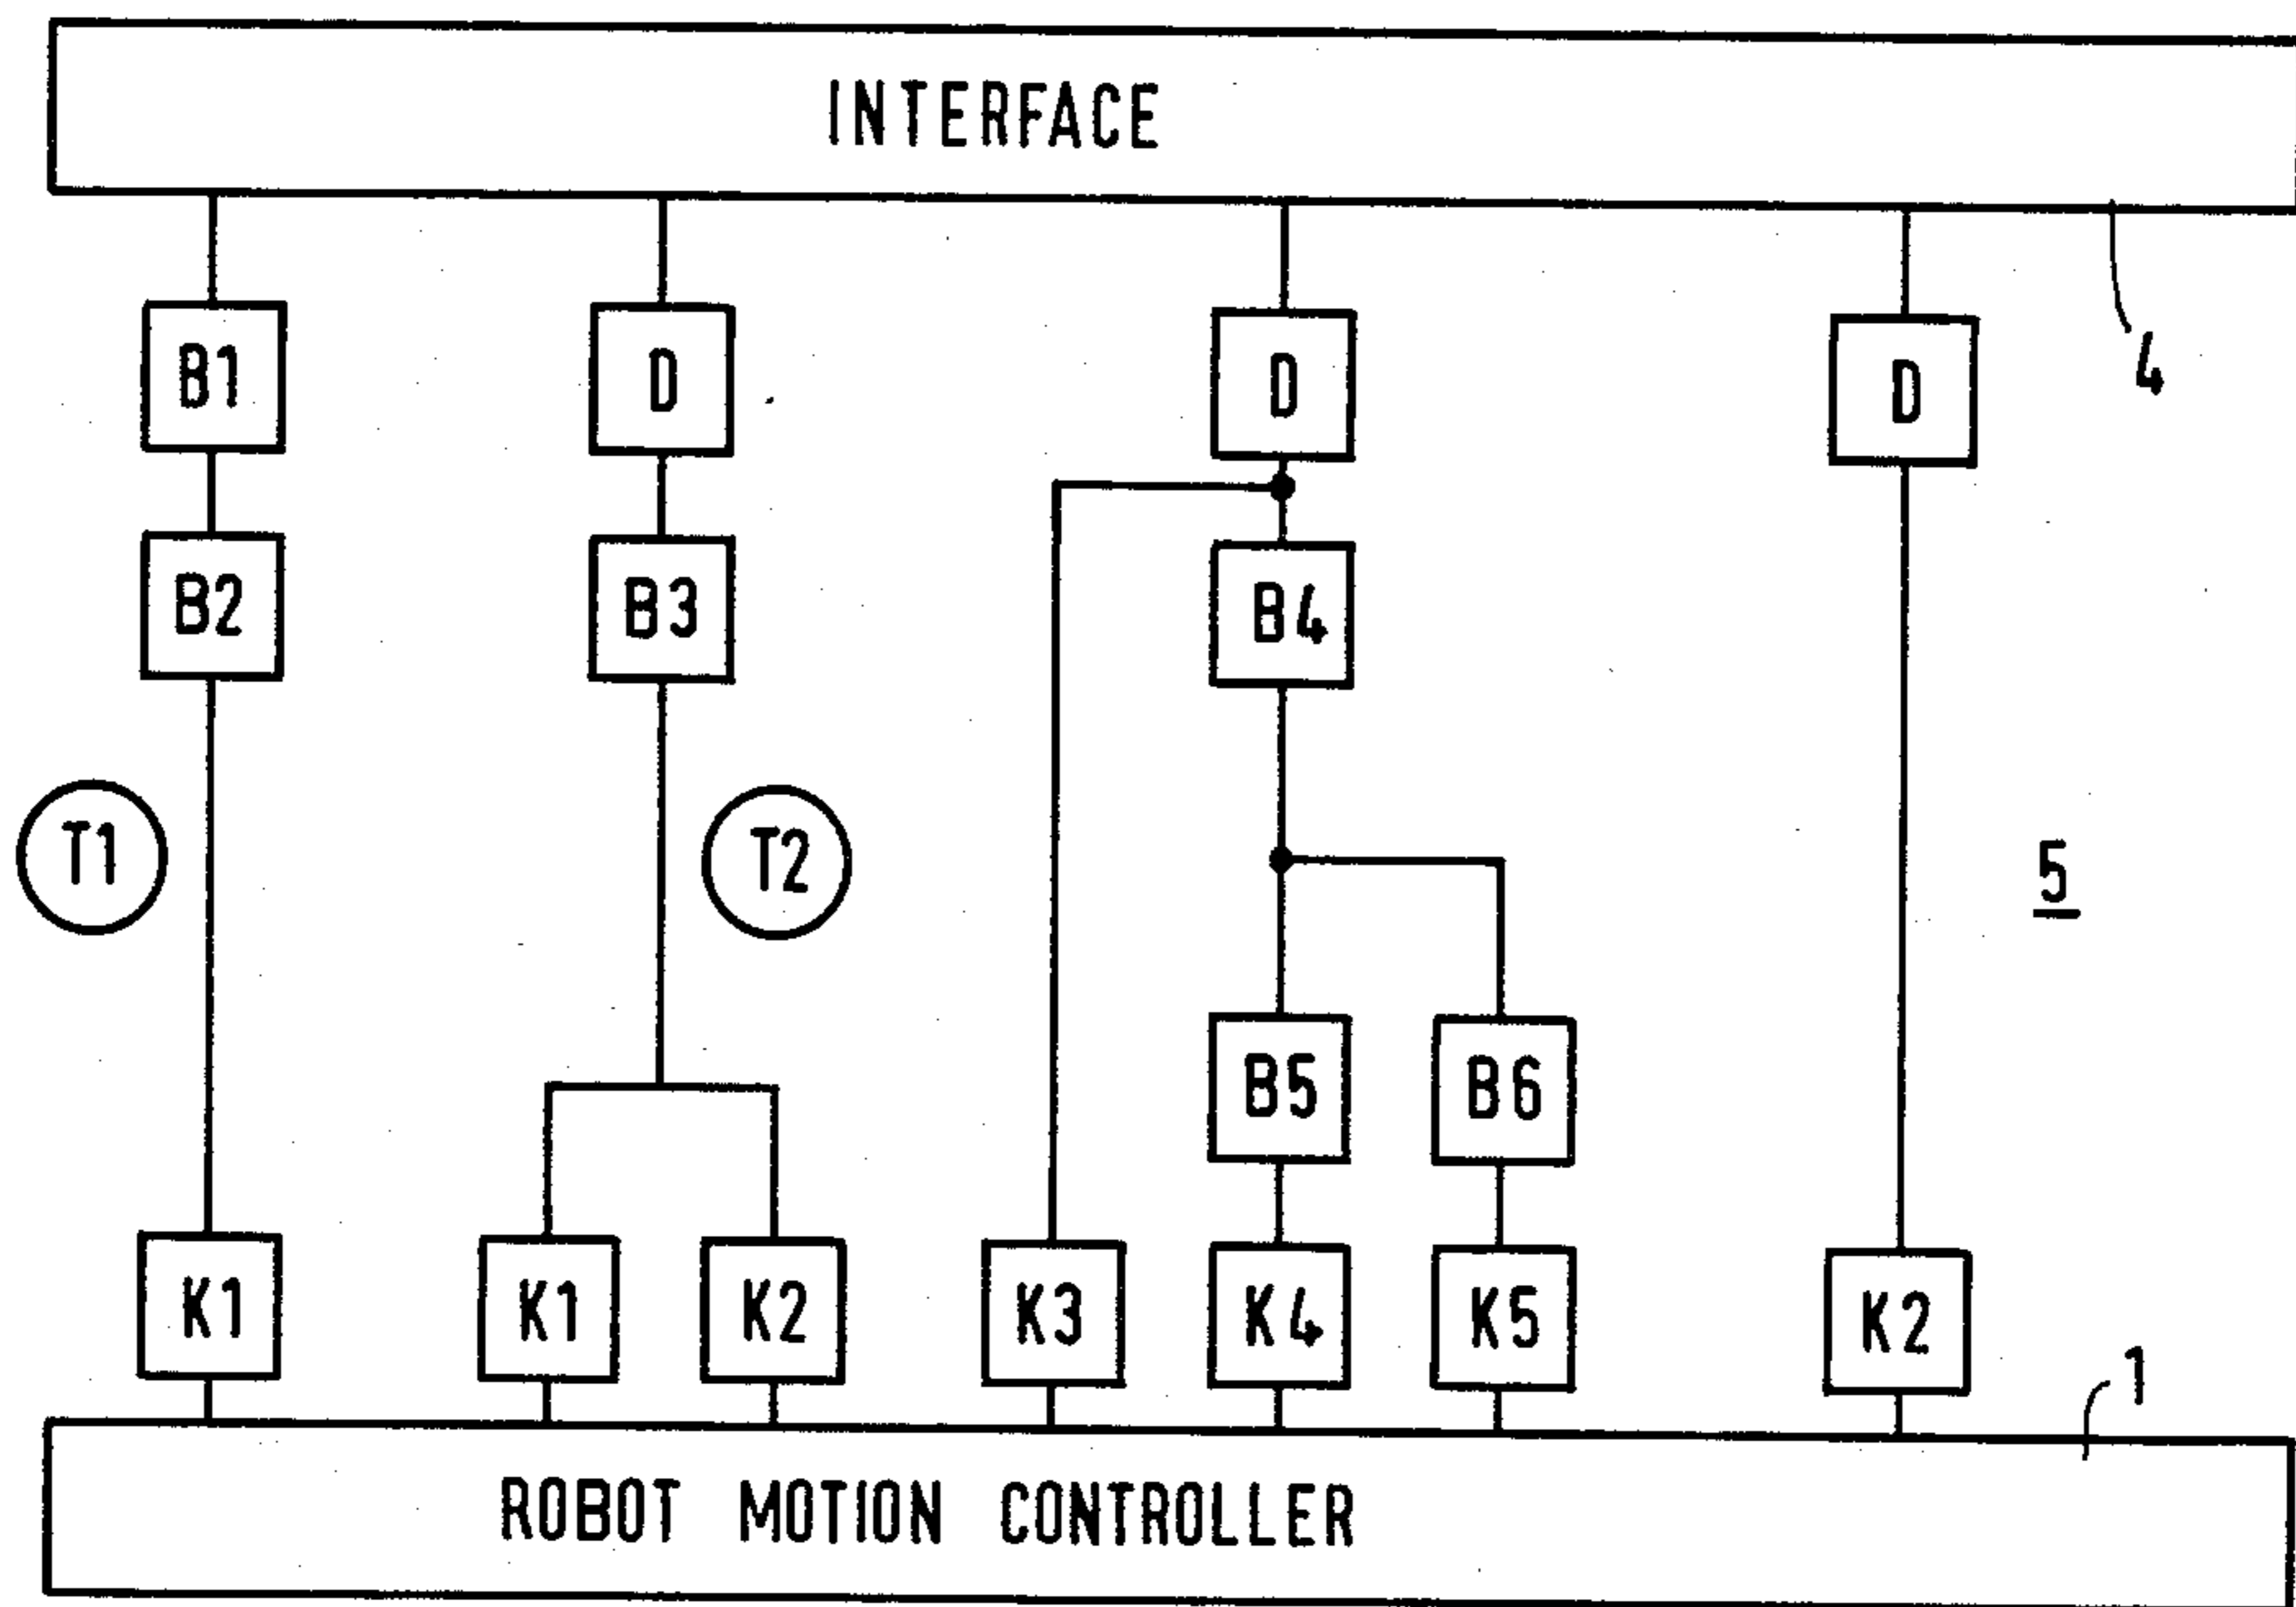 INTERFACE
4
B1
D
D
D
B2
B3
B4
T1
T2
5
B5
B6
K1
K1
K2
K3
K4
K5
K2
1
ROBOT MOTION CONTROLLER